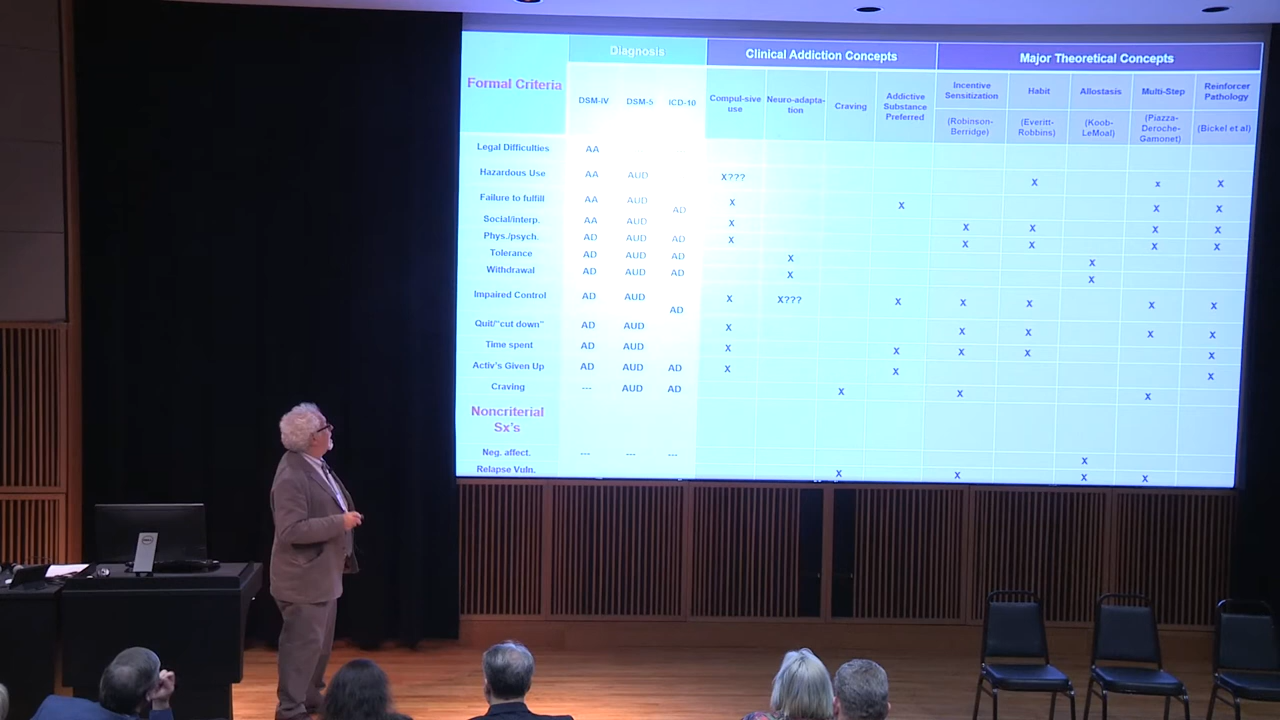 Diagnosis Clinical Addiction Concepts Major Theoretical Concepts
Formal Criteria DSM-IV DSM-5 ICD-10 Compul-sive use Neuro-adapta-tion Craving Addictive Substance Preferred Incentive Sensitization Habit Allostasis Multi-Step Reinforcer Pathology
(Robinson-Berridge) (Everitt-Robbins) (Koob-LeMoal) (Piazza-Deroche-Gamonet) (Bickel et al)
Legal Difficulties AA
Hazardous Use AA AUD X??? X x X
Failure to fulfill AA AUD AD X X X X
Social/interp. AA AUD X X X X X
Phys./psych. AD AUD AD X X X X X
Tolerance AD AUD AD X X
Withdrawal AD AUD AD X X
Impaired Control AD AUD AD X X??? X X X X X
Quit/"cut down" AD AUD X X X X X
Time spent AD AUD X X X X X
Activ's Given Up AD AUD AD X X X
Craving --- AUD AD X X X
Noncriterial Sx's
Neg. affect. --- --- --- X
Relapse Vuln. X X X X
DELL